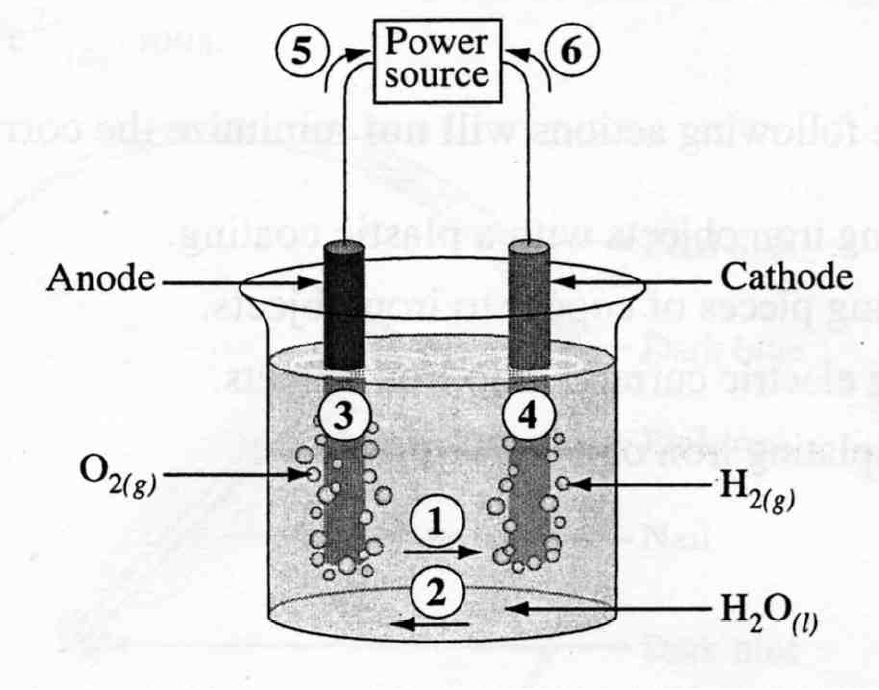 5
Power
source
6
Anode
Cathode
3
4
O2(g)
H2(g)
1
2
H2O(l)